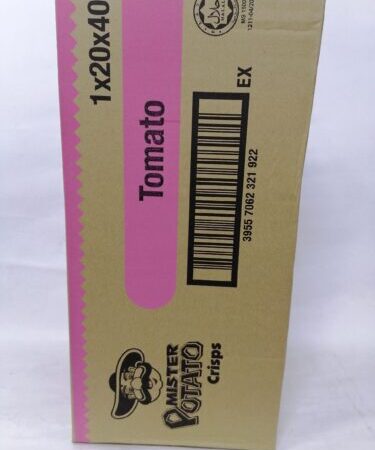 1x20x40
Tomato
EX
3955 7062 321 922
MISTER
POTATO
Crisps